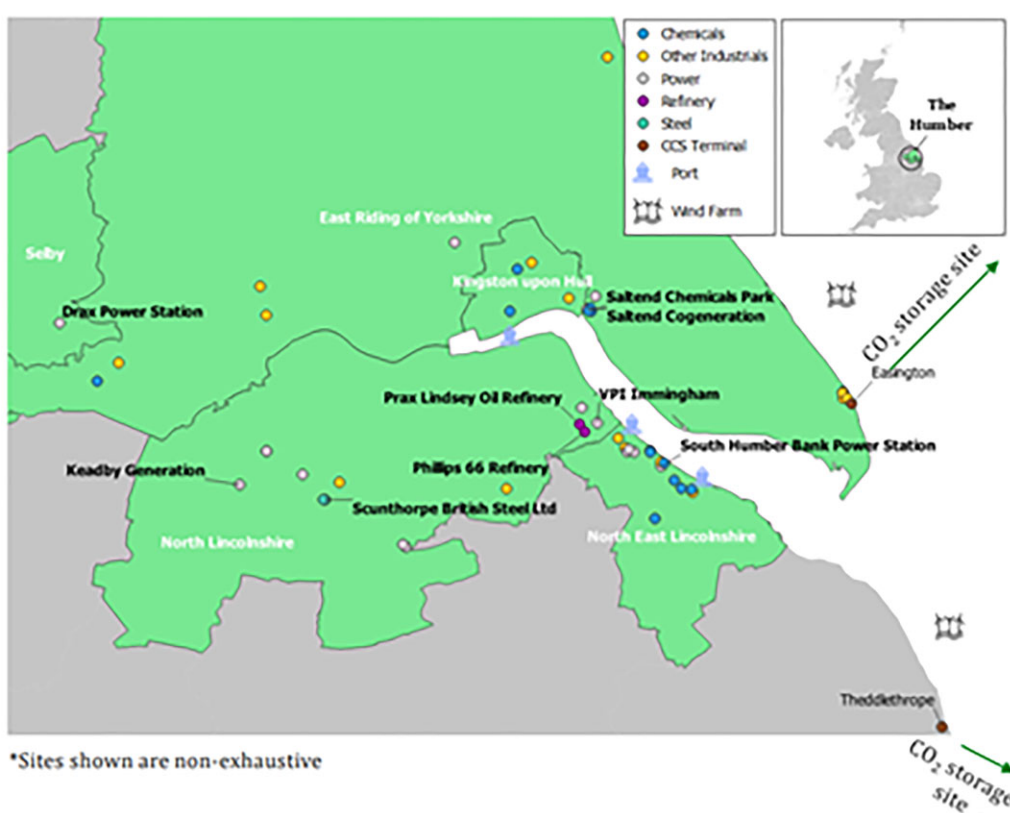 Chemicals
Other Industrials
Power
Refinery
Steel
CCS Terminal
Port
Wind Farm
The
Humber
East Riding of Yorkshire
Selby
Kingston upon Hull
Drax Power Station
Saltend Chemicals Park
Saltend Cogeneration
CO2 storage site
Easington
Prax Lindsey Oil Refinery
VPI Immingham
South Humber Bank Power Station
Keadby Generation
Phillips 66 Refinery
Scunthorpe British Steel Ltd
North Lincolnshire
North East Lincolnshire
Theddlethrope
*Sites shown are non-exhaustive
CO2 storage
site